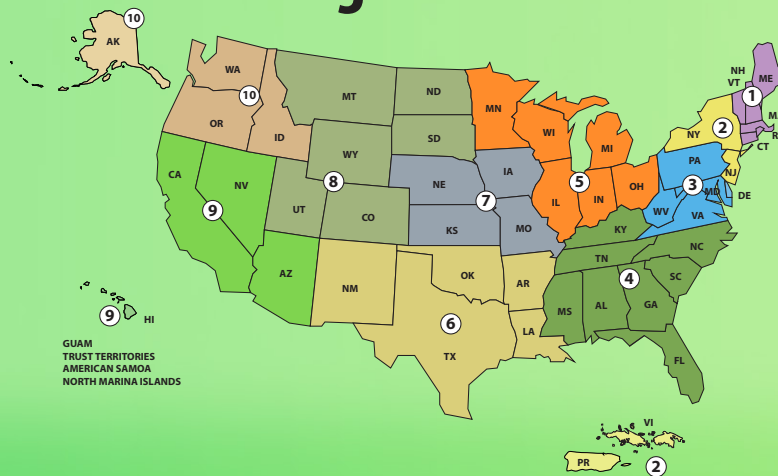 10
AK
WA
10
OR
ID
MT
ND
SD
WY
8
UT
CO
CA
NV
9
AZ
NE
IA
7
KS
MO
MN
WI
MI
5
IL
IN
OH
NH
VT
ME
1
CT
NY
2
NJ
PA
3
MD
DE
WV
VA
KY
NC
TN
4
SC
MS
AL
GA
FL
NM
OK
AR
6
TX
LA
9
HI
GUAM
TRUST TERRITORIES
AMERICAN SAMOA
NORTH MARINA ISLANDS
VI
PR
2